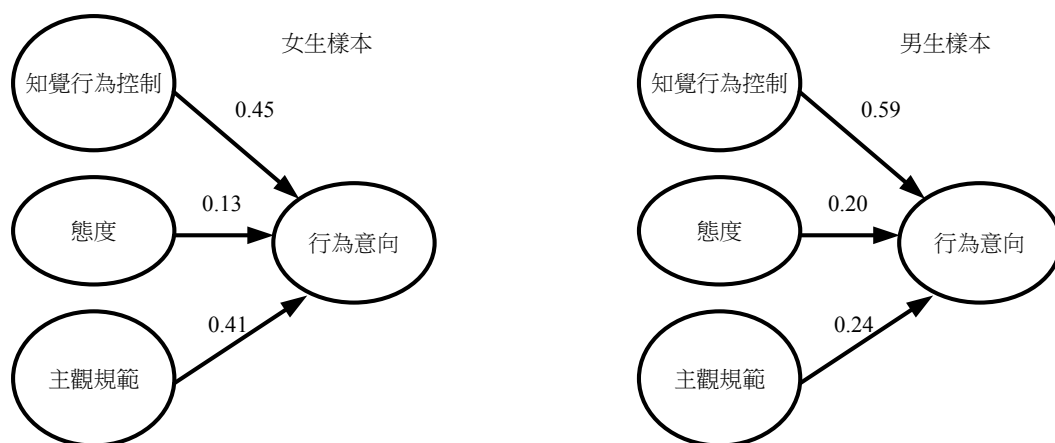 女生樣本
知覺行為控制
0.45
態度
0.13
行為意向
主觀規範
0.41
男生樣本
知覺行為控制
0.59
態度
0.20
行為意向
主觀規範
0.24